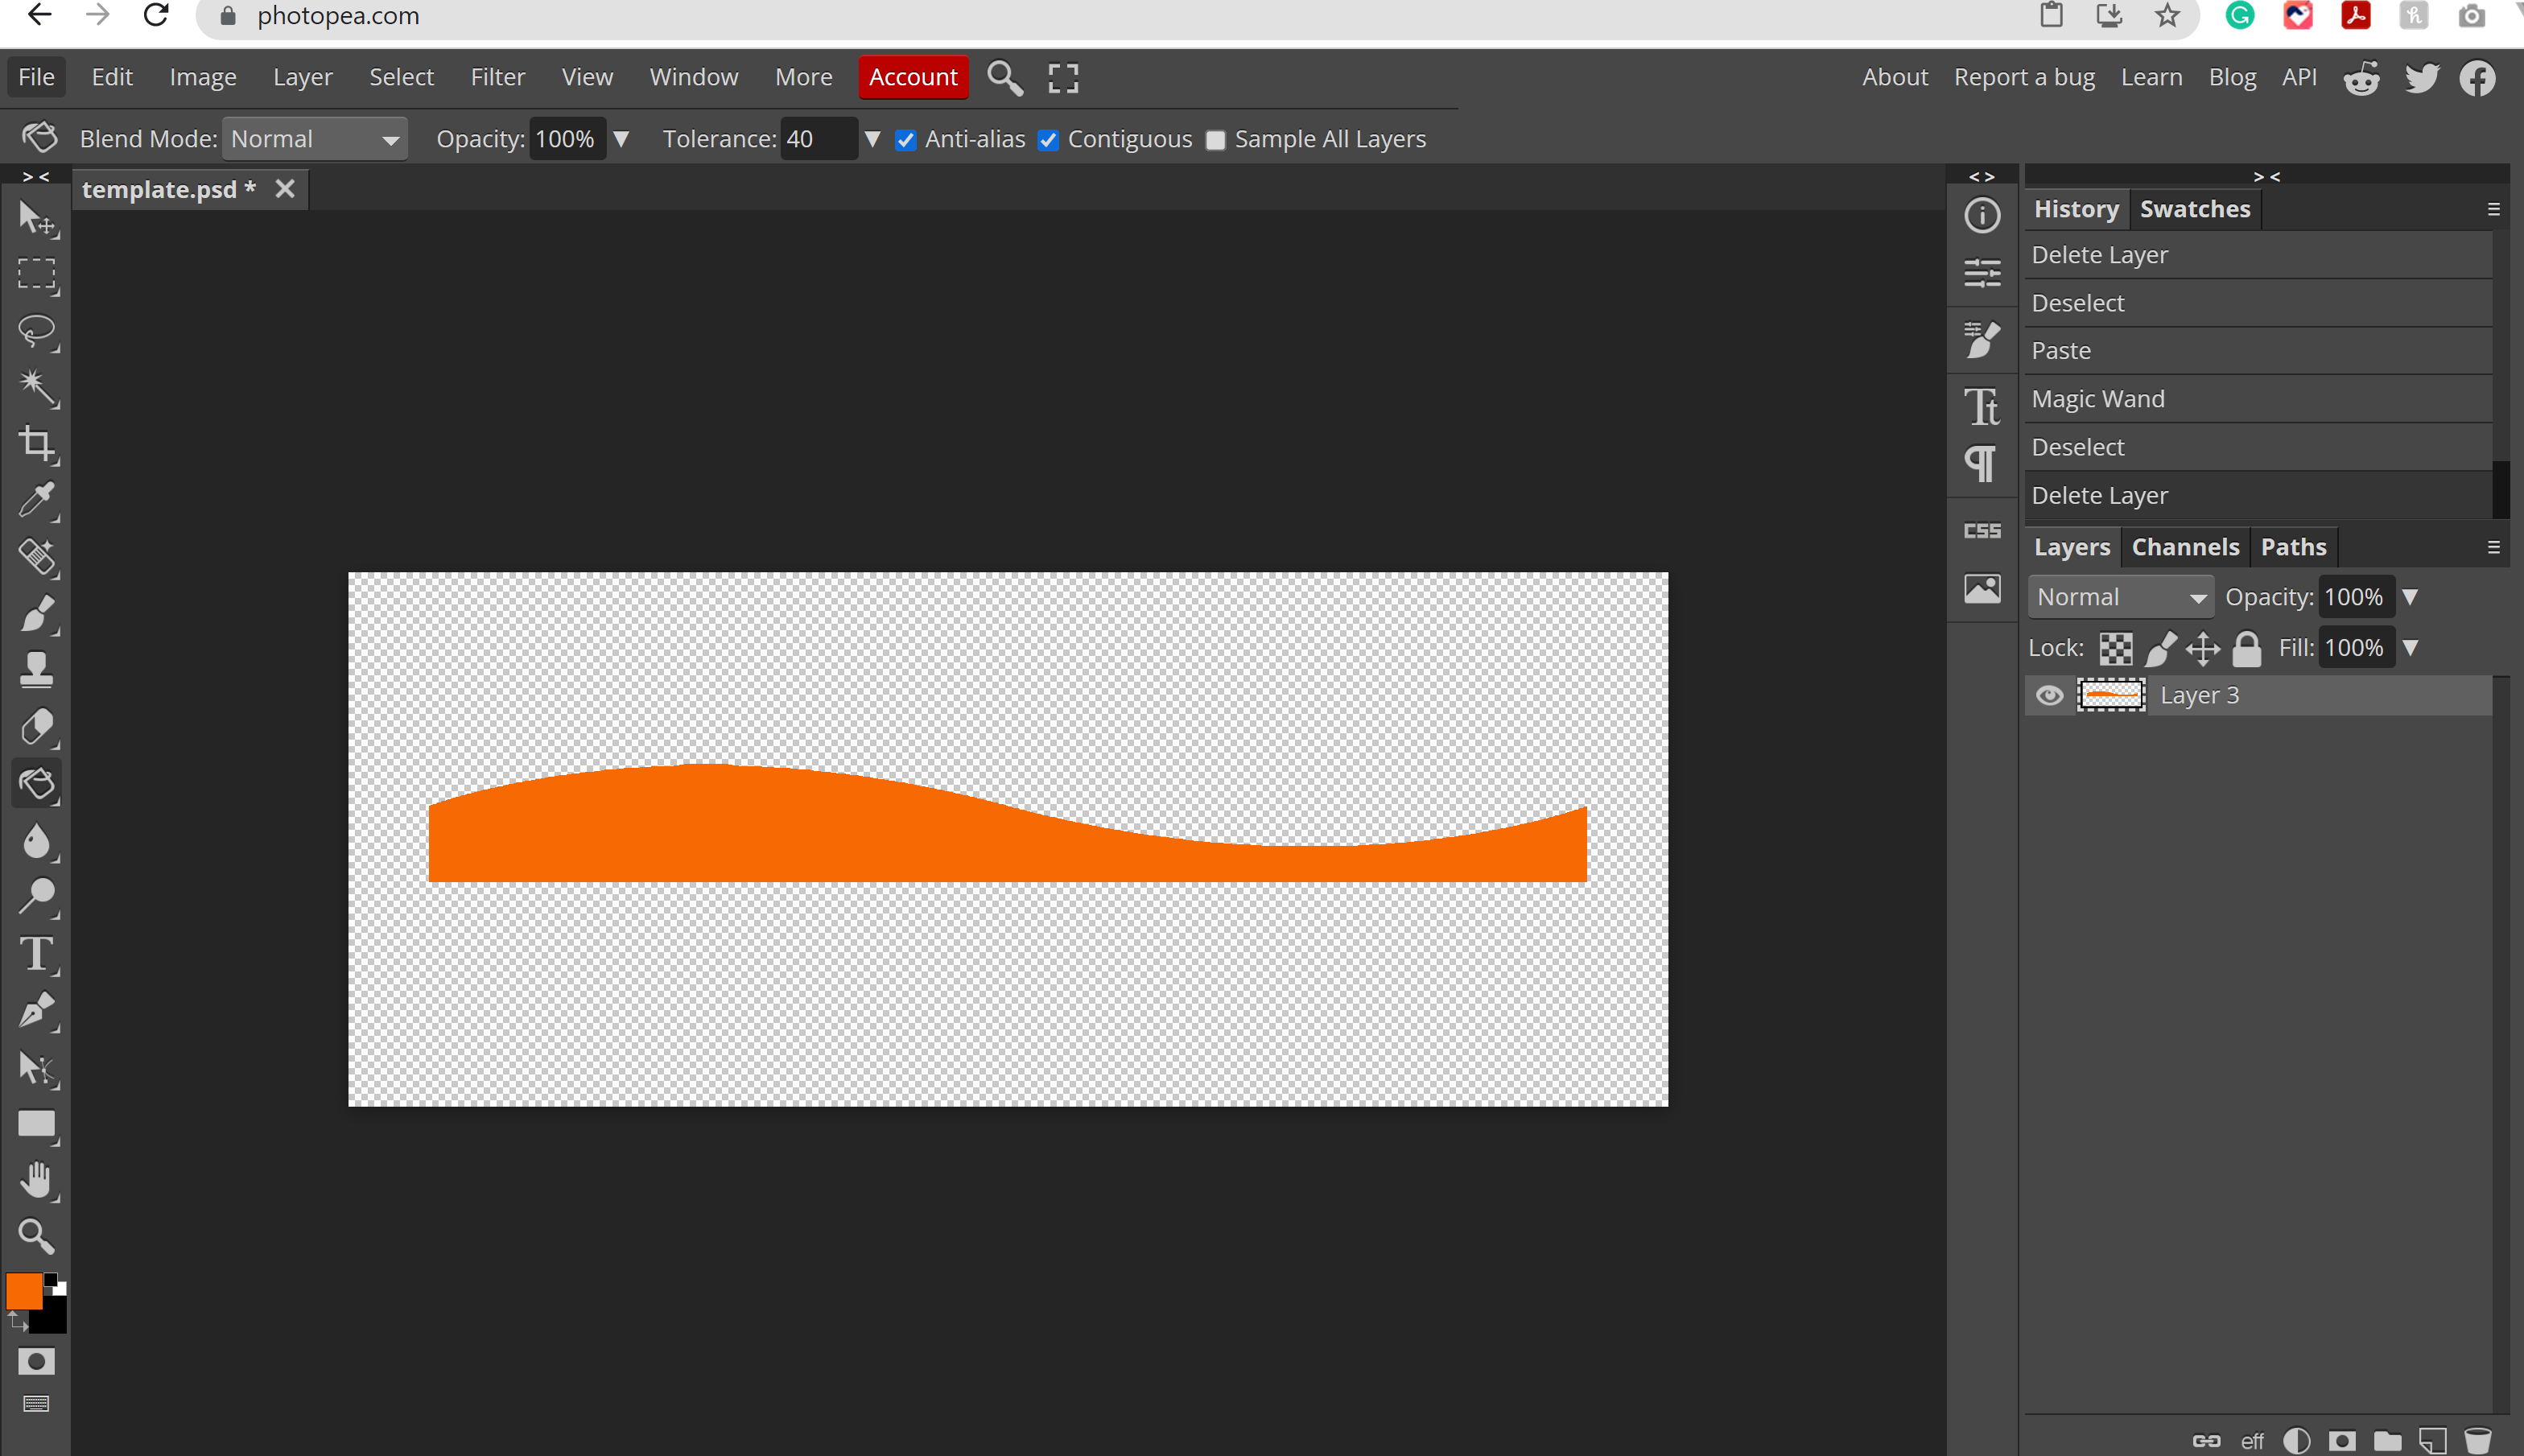 photopea.com
File Edit Image Layer Select Filter View Window More Account About Report a bug Learn Blog API
Blend Mode: Normal Opacity: 100% Tolerance: 40 Anti-alias Contiguous Sample All Layers
template.psd *
History Swatches
Delete Layer
Deselect
Paste
Magic Wand
Deselect
Delete Layer
CSS
Layers Channels Paths
Normal Opacity: 100%
Lock: Fill: 100%
Layer 3
eff